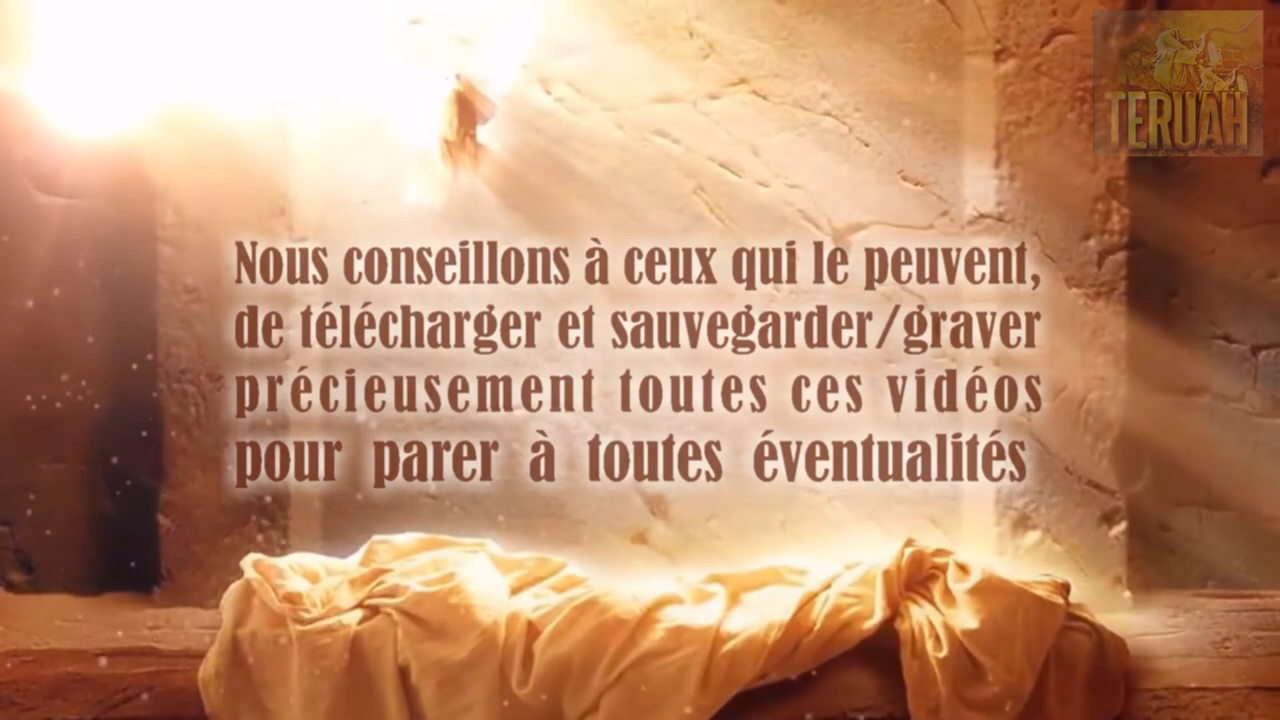 TERUAH
Nous conseillons à ceux qui le peuvent,
de télécharger et sauvegarder/graver
précieusement toutes ces vidéos
pour parer à toutes éventualités